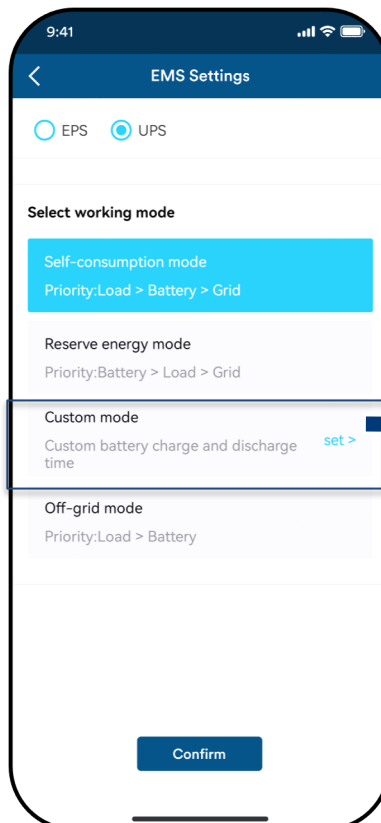 9:41
EMS Settings
EPS UPS
Select working mode
Self-consumption mode
Priority:Load > Battery > Grid
Reserve energy mode
Priority:Battery > Load > Grid
Custom mode
Custom battery charge and discharge
time
set >
Off-grid mode
Priority:Load > Battery
Confirm